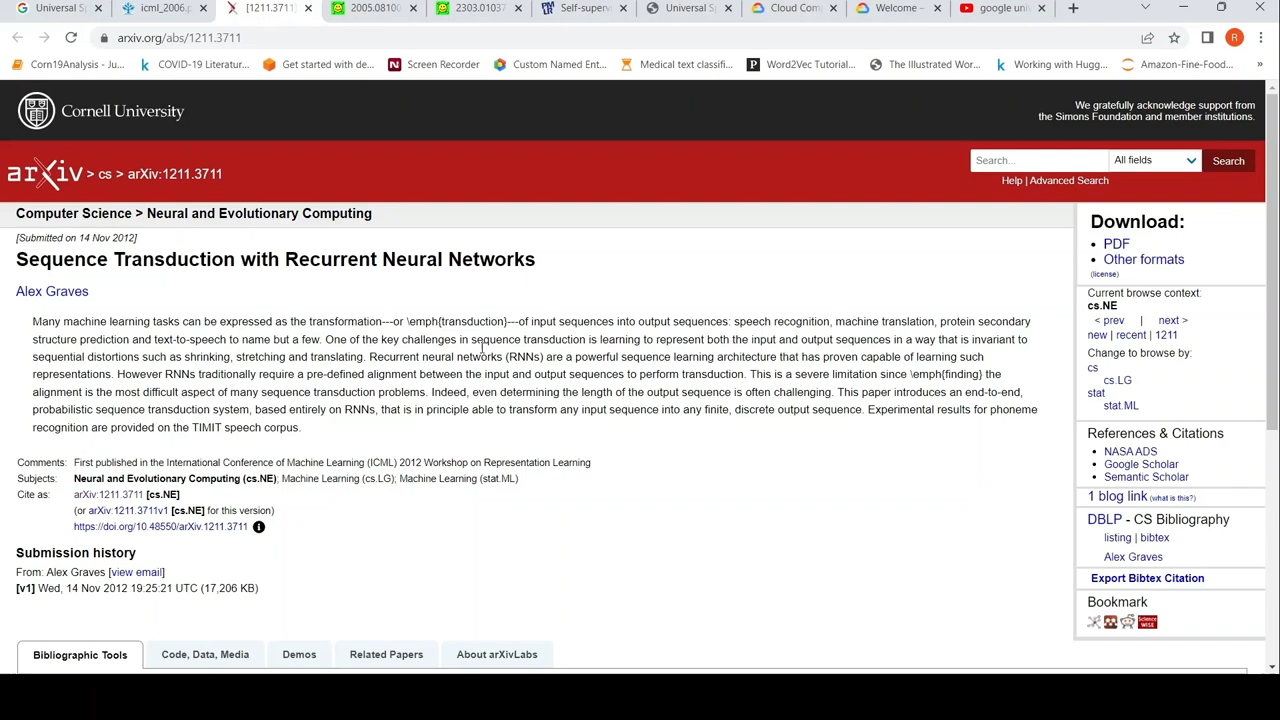 Universal S
icml_2006.p
[1211.3711]
2005.08100
2303.01037
Self-superv
Universal Sp
Cloud Comp
Welcome –
google uni
arxiv.org/abs/1211.3711
R
Corn19Analysis - Ju...
COVID-19 Literatur...
Get started with de...
Screen Recorder
Custom Named Ent...
Medical text classifi...
Word2Vec Tutorial...
The Illustrated Wor...
Working with Hugg...
Amazon-Fine-Food...
»
Cornell University
We gratefully acknowledge support from
the Simons Foundation and member institutions.
arXiv > cs > arXiv:1211.3711
Search...
All fields
Search
Help | Advanced Search
Computer Science > Neural and Evolutionary Computing
[Submitted on 14 Nov 2012]
Sequence Transduction with Recurrent Neural Networks
Alex Graves
Many machine learning tasks can be expressed as the transformation---or \emph{transduction}---of input sequences into output sequences: speech recognition, machine translation, protein secondary
structure prediction and text-to-speech to name but a few. One of the key challenges in sequence transduction is learning to represent both the input and output sequences in a way that is invariant to
sequential distortions such as shrinking, stretching and translating. Recurrent neural networks (RNNs) are a powerful sequence learning architecture that has proven capable of learning such
representations. However RNNs traditionally require a pre-defined alignment between the input and output sequences to perform transduction. This is a severe limitation since \emph{finding} the
alignment is the most difficult aspect of many sequence transduction problems. Indeed, even determining the length of the output sequence is often challenging. This paper introduces an end-to-end,
probabilistic sequence transduction system, based entirely on RNNs, that is in principle able to transform any input sequence into any finite, discrete output sequence. Experimental results for phoneme
recognition are provided on the TIMIT speech corpus.
Comments: First published in the International Conference of Machine Learning (ICML) 2012 Workshop on Representation Learning
Subjects: Neural and Evolutionary Computing (cs.NE); Machine Learning (cs.LG); Machine Learning (stat.ML)
Cite as: arXiv:1211.3711 [cs.NE]
(or arXiv:1211.3711v1 [cs.NE] for this version)
https://doi.org/10.48550/arXiv.1211.3711
Submission history
From: Alex Graves [view email]
[v1] Wed, 14 Nov 2012 19:25:21 UTC (17,206 KB)
Bibliographic Tools
Code, Data, Media
Demos
Related Papers
About arXivLabs
Download:
PDF
Other formats
(license)
Current browse context:
cs.NE
< prev | next >
new | recent | 1211
Change to browse by:
cs
cs.LG
stat
stat.ML
References & Citations
NASA ADS
Google Scholar
Semantic Scholar
1 blog link (what is this?)
DBLP - CS Bibliography
listing | bibtex
Alex Graves
Export Bibtex Citation
Bookmark
Science WISE